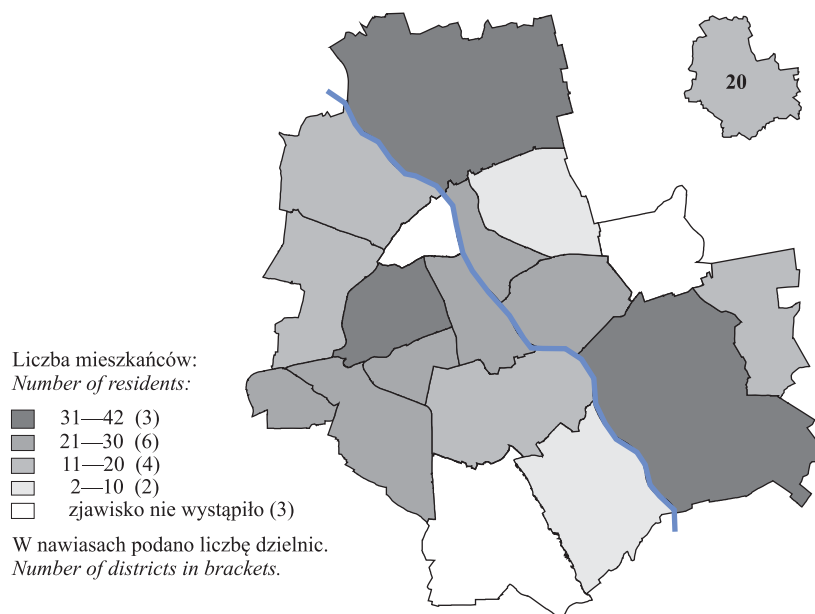 20
Liczba mieszkańców:
Number of residents:
31—42 (3)
21—30 (6)
11—20 (4)
2—10 (2)
zjawisko nie wystąpiło (3)
W nawiasach podano liczbę dzielnic.
Number of districts in brackets.